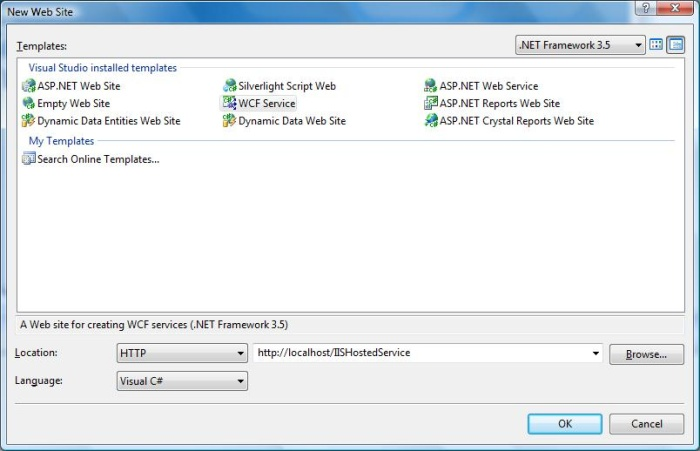 New Web Site
Templates: .NET Framework 3.5
Visual Studio installed templates
ASP.NET Web Site Silverlight Script Web ASP.NET Web Service
Empty Web Site WCF Service ASP.NET Reports Web Site
Dynamic Data Entities Web Site Dynamic Data Web Site ASP.NET Crystal Reports Web Site
My Templates
Search Online Templates...
A Web site for creating WCF services (.NET Framework 3.5)
Location: HTTP http://localhost/IISHostedService Browse...
Language: Visual C#
OK Cancel